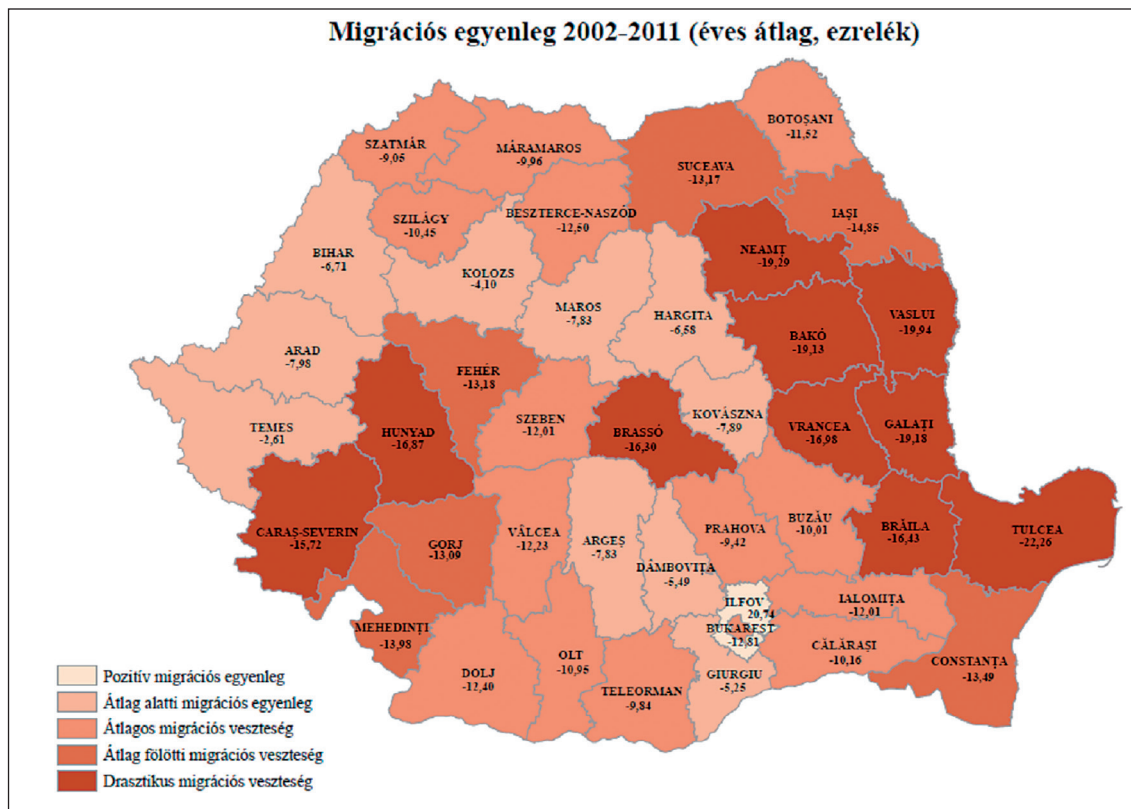 Migrációs egyenleg 2002-2011 (éves átlag, ezrelék)
BOTOȘANI
-11,52
SZATMÁR
-9,05
MÁRAMAROS
-9,96
SUCEAVA
-13,17
SZILÁGY
-10,45
BESZTERCE-NASZÓD
-12,50
IAȘI
-14,85
BIHAR
-6,71
KOLOZS
-4,10
NEAMȚ
-19,29
MAROS
-7,83
HARGITA
-6,58
VASLUI
-19,94
BAKÓ
-19,13
ARAD
-7,98
FEHÉR
-13,18
TEMES
-2,61
HUNYAD
-16,87
SZEBEN
-12,01
BRASSÓ
-16,30
KOVÁSZNA
-7,89
VRANCEA
-16,98
GALAȚI
-19,18
CARAȘ-SEVERIN
-15,72
GORJ
-13,09
VÂLCEA
-12,23
ARGEȘ
-7,83
PRAHOVA
-9,42
BUZĂU
-10,01
BRĂILA
-16,43
TULCEA
-22,26
DÂMBOVIȚA
-5,49
ILFOV
20,74
IALOMIȚA
-12,01
MEHEDINȚI
-13,98
BUKAREST
-12,81
CĂLĂRAȘI
-10,16
DOLJ
-12,40
OLT
-10,95
TELEORMAN
-9,84
GIURGIU
-5,25
CONSTANȚA
-13,49
Pozitív migrációs egyenleg
Átlag alatti migrációs egyenleg
Átlagos migrációs veszteség
Átlag fölötti migrációs veszteség
Drasztikus migrációs veszteség